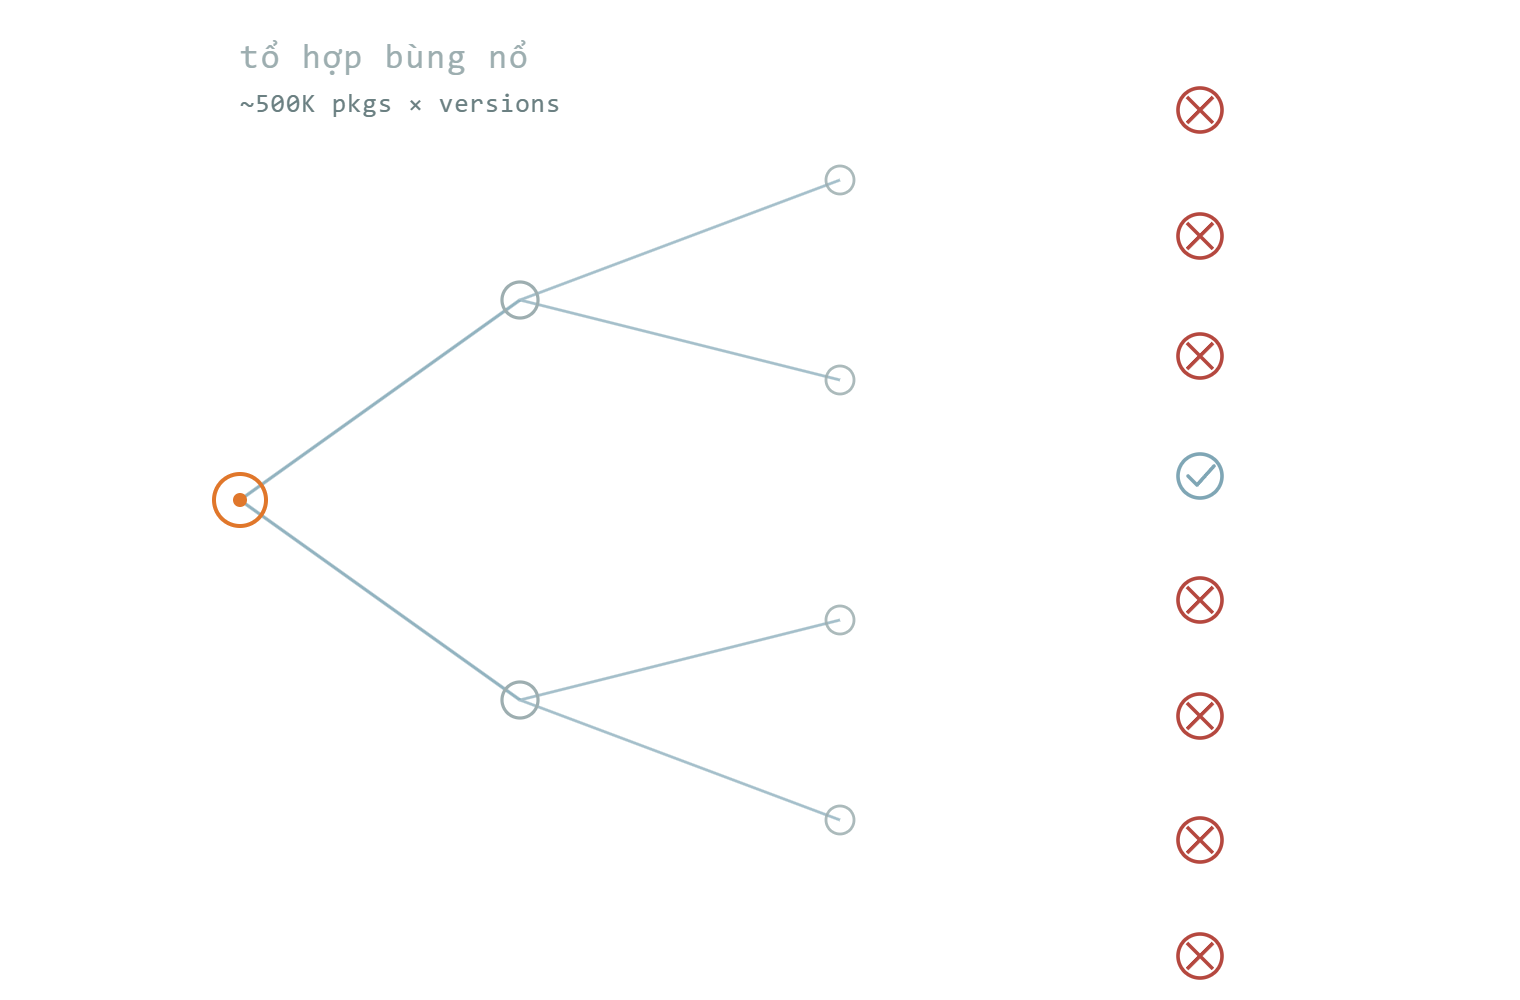 tổ hợp bùng nổ
~500K pkgs × versions